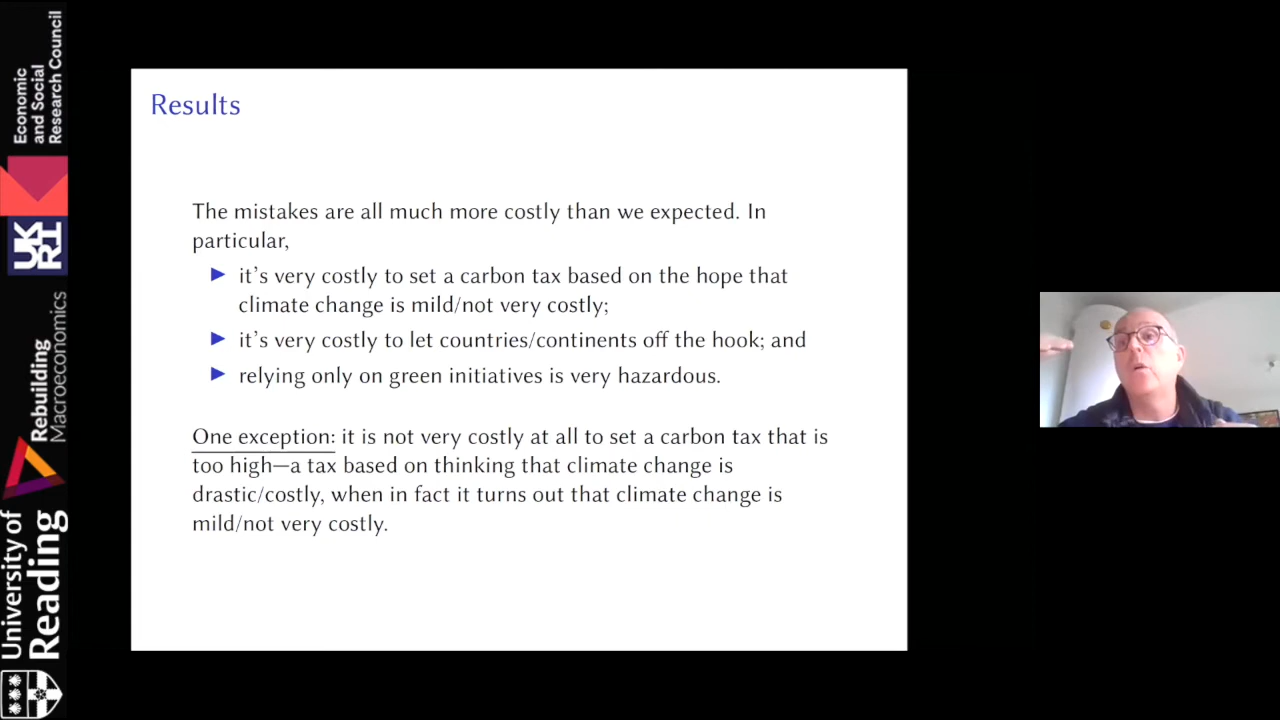 Results
The mistakes are all much more costly than we expected. In
particular,
it's very costly to set a carbon tax based on the hope that
climate change is mild/not very costly;
it's very costly to let countries/continents off the hook; and
relying only on green initiatives is very hazardous.
One exception: it is not very costly at all to set a carbon tax that is
too high—a tax based on thinking that climate change is
drastic/costly, when in fact it turns out that climate change is
mild/not very costly.
University of
Reading
Rebuilding
Macroeconomics
UK
RI
Economic
and Social
Research Council